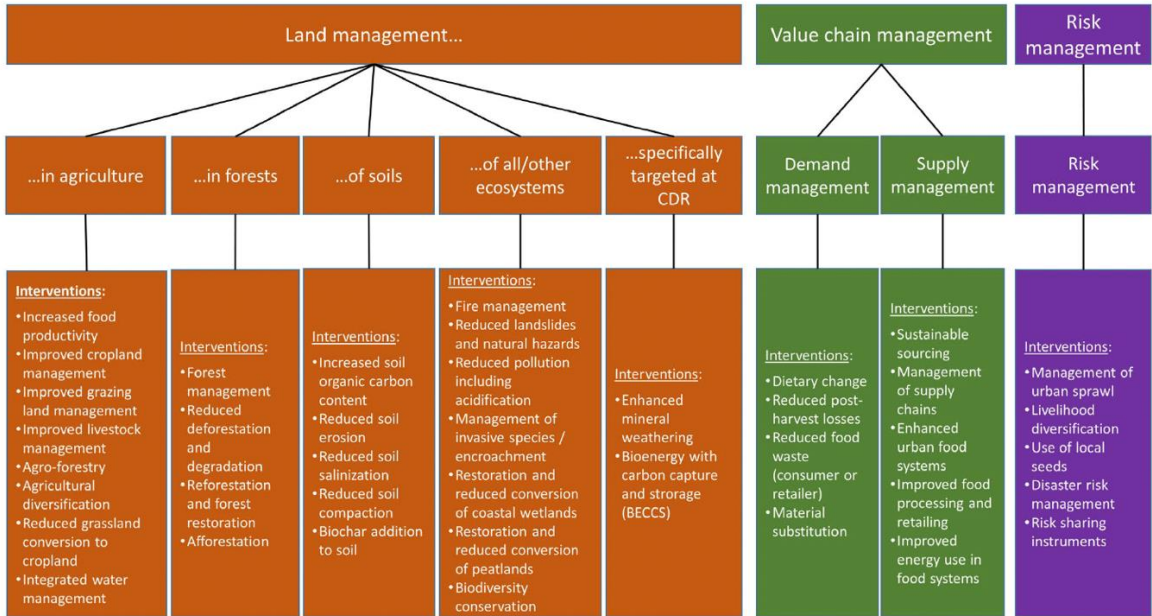 Land management...
Value chain management
Risk
management
...in agriculture
...in forests
...of soils
...of all/other
ecosystems
...specifically
targeted at
CDR
Demand
management
Supply
management
Risk
management
Interventions:
•Increased food
productivity
•Improved cropland
management
•Improved grazing
land management
•Improved livestock
management
•Agro-forestry
•Agricultural
diversification
•Reduced grassland
conversion to
cropland
•Integrated water
management
Interventions:
•Forest
management
•Reduced
deforestation
and
degradation
•Reforestation
and forest
restoration
•Afforestation
Interventions:
•Increased soil
organic carbon
content
•Reduced soil
erosion
•Reduced soil
salinization
•Reduced soil
compaction
•Biochar addition
to soil
Interventions:
•Fire management
•Reduced landslides
and natural hazards
•Reduced pollution
including
acidification
•Management of
invasive species /
encroachment
•Restoration and
reduced conversion
of coastal wetlands
•Restoration and
reduced conversion
of peatlands
•Biodiversity
conservation
Interventions:
•Enhanced
mineral
weathering
•Bioenergy with
carbon capture
and strorage
(BECCS)
Interventions:
•Dietary change
•Reduced post-
harvest losses
•Reduced food
waste
(consumer or
retailer)
•Material
substitution
Interventions:
•Sustainable
sourcing
•Management
of supply
chains
•Enhanced
urban food
systems
•Improved food
processing and
retailing
•Improved
energy use in
food systems
Interventions:
•Management of
urban sprawl
•Livelihood
diversification
•Use of local
seeds
•Disaster risk
management
•Risk sharing
instruments